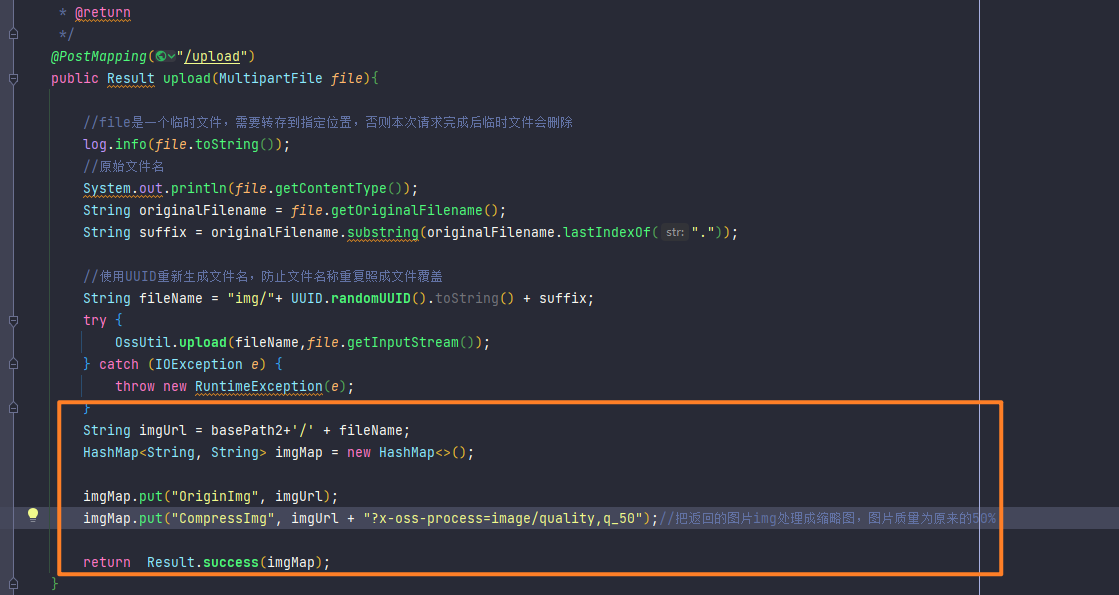 * @return
*/
@PostMapping("/upload")
public Result upload(MultipartFile file){
//file是一个临时文件，需要转存到指定位置，否则本次请求完成后临时文件会删除
log.info(file.toString());
//原始文件名
System.out.println(file.getContentType());
String originalFilename = file.getOriginalFilename();
String suffix = originalFilename.substring(originalFilename.lastIndexOf( str: "."));
//使用UUID重新生成文件名，防止文件名称重复照成文件覆盖
String fileName = "img/"+ UUID.randomUUID().toString() + suffix;
try {
OssUtil.upload(fileName,file.getInputStream());
} catch (IOException e) {
throw new RuntimeException(e);
}
String imgUrl = basePath2+'/' + fileName;
HashMap<String, String> imgMap = new HashMap<>();
imgMap.put("OriginImg", imgUrl);
imgMap.put("CompressImg", imgUrl + "?x-oss-process=image/quality,q_50");//把返回的图片img处理成缩略图，图片质量为原来的50%
return  Result.success(imgMap);
}